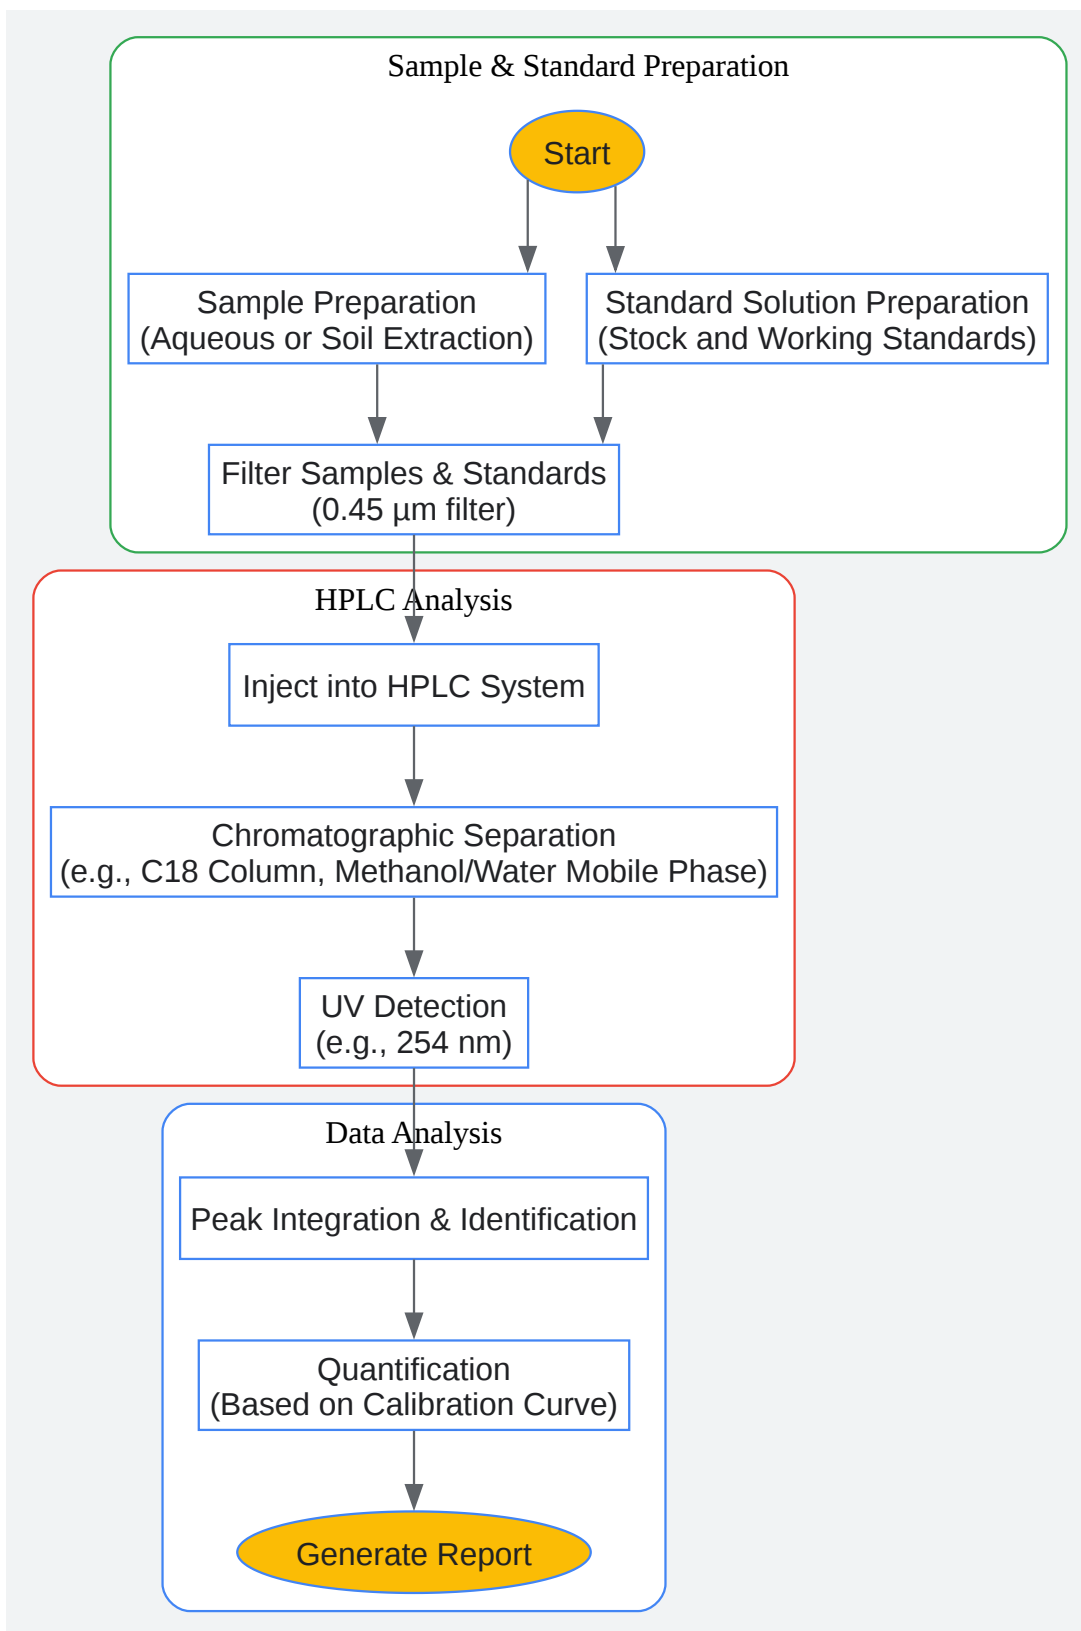 Sample & Standard Preparation
Start
Sample Preparation
(Aqueous or Soil Extraction)
Standard Solution Preparation
(Stock and Working Standards)
Filter Samples & Standards
(0.45 µm filter)
HPLC Analysis
Inject into HPLC System
Chromatographic Separation
(e.g., C18 Column, Methanol/Water Mobile Phase)
UV Detection
(e.g., 254 nm)
Data Analysis
Peak Integration & Identification
Quantification
(Based on Calibration Curve)
Generate Report